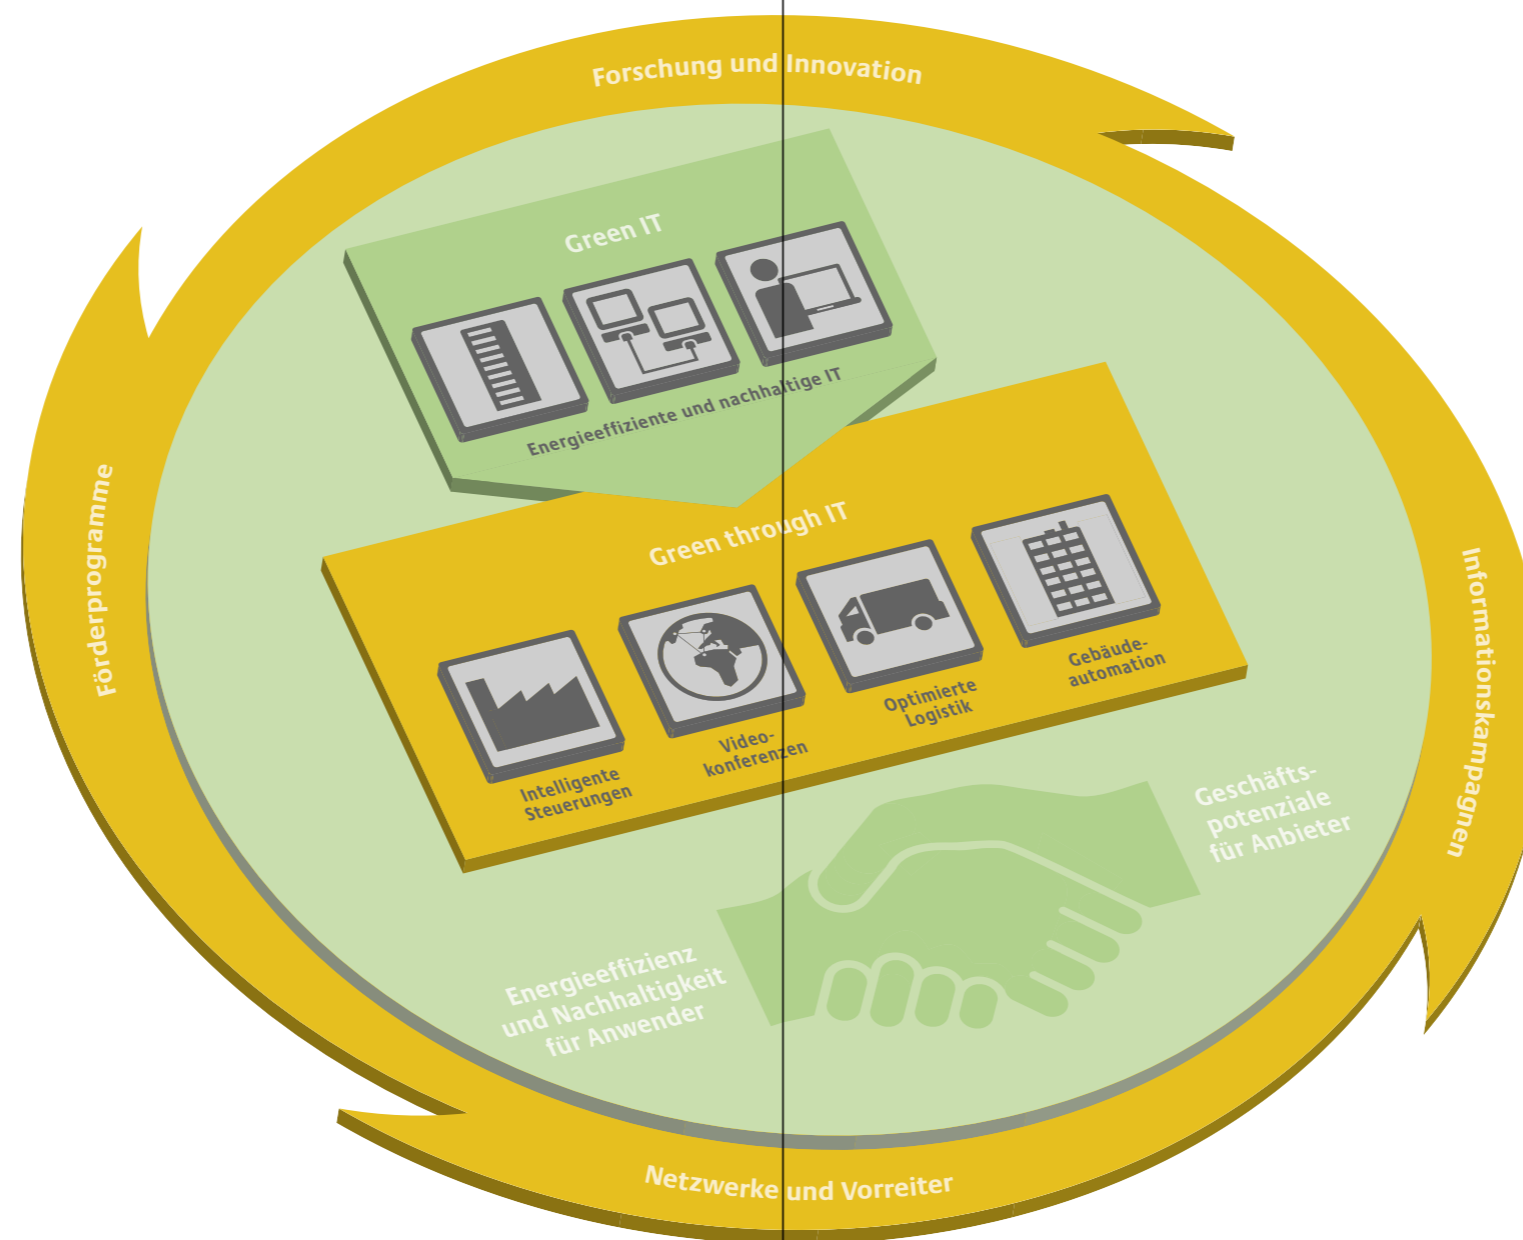 Forschung und Innovation
Green IT
Energieeffiziente und nachhaltige IT
Förderprogramme
Green through IT
Informationskampagnen
Intelligente
Steuerungen
Video-
konferenzen
Optimierte
Logistik
Gebäude-
automation
Geschäfts-
potenziale
für Anbieter
Energieeffizienz
und Nachhaltigkeit
für Anwender
Netzwerke und Vorreiter